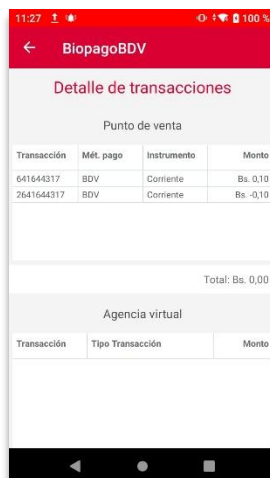 11:27 100 %
BiopagoBDV
Detalle de transacciones
Punto de venta
Transacción Mét. pago Instrumento Monto
641644317 BDV Corriente Bs. 0,10
2641644317 BDV Corriente Bs. -0,10
Total: Bs. 0,00
Agencia virtual
Transacción Tipo Transacción Monto